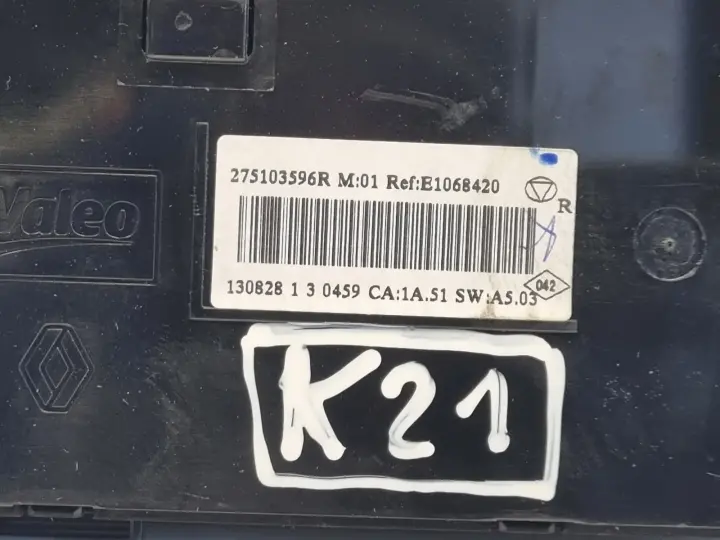 275103596R M:01 Ref:E1068420
R
130828 1 3 0459 CA:1A.51 SW:A5.03
042
Valeo
K21